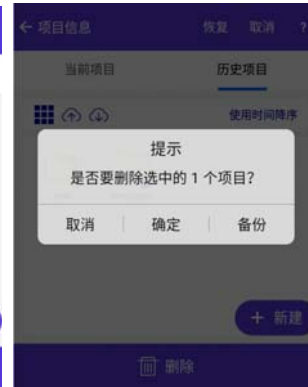 ← 项目信息 恢复 取消 ?
当前项目 历史项目
使用时间降序
提示
是否要删除选中的 1 个项目?
取消 确定 备份
+ 新建
删除